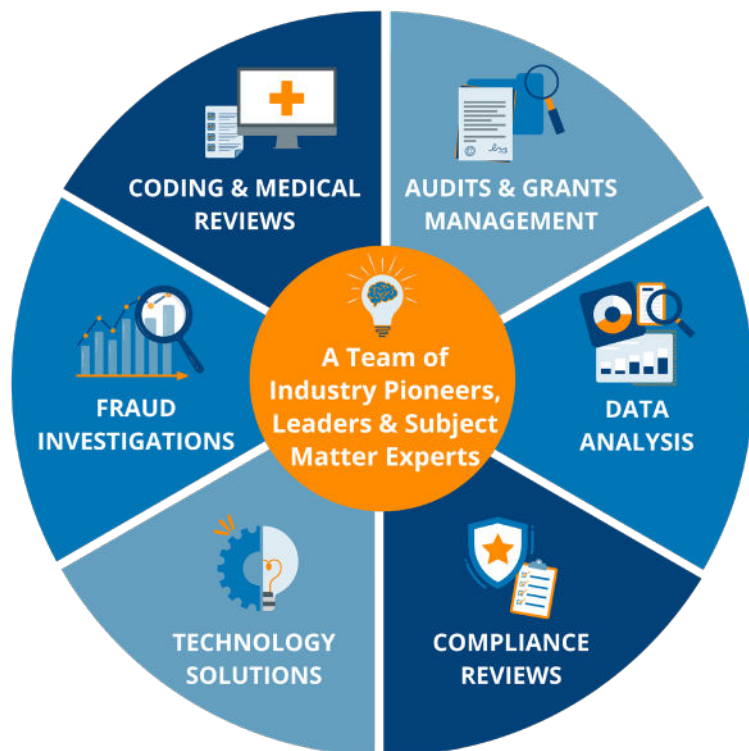 CODING & MEDICAL
REVIEWS
AUDITS & GRANTS
MANAGEMENT
FRAUD
INVESTIGATIONS
A Team of
Industry Pioneers,
Leaders & Subject
Matter Experts
DATA
ANALYSIS
TECHNOLOGY
SOLUTIONS
COMPLIANCE
REVIEWS